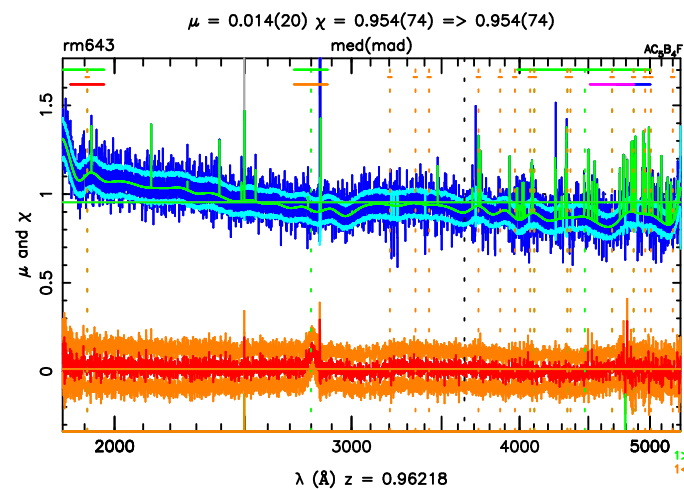 μ = 0.014(20) χ = 0.954(74) => 0.954(74)
rm643 med(mad) AC₅B₄F
1.5
1
0.5
0
μ and χ
2000 3000 4000 5000
λ (Å) z = 0.96218